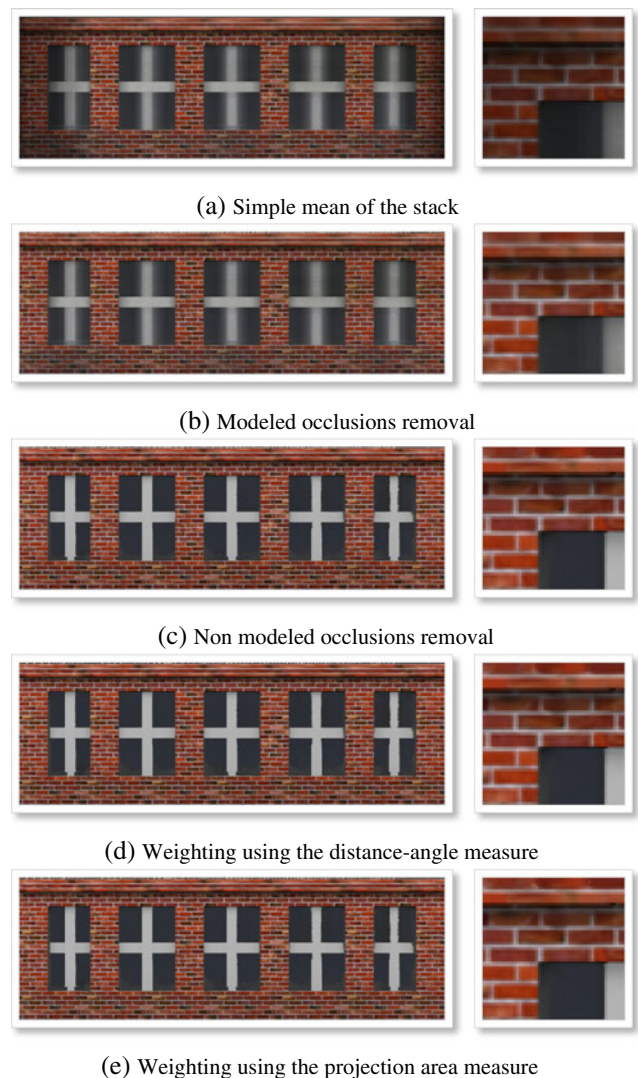 (a) Simple mean of the stack
(b) Modeled occlusions removal
(c) Non modeled occlusions removal
(d) Weighting using the distance-angle measure
(e) Weighting using the projection area measure